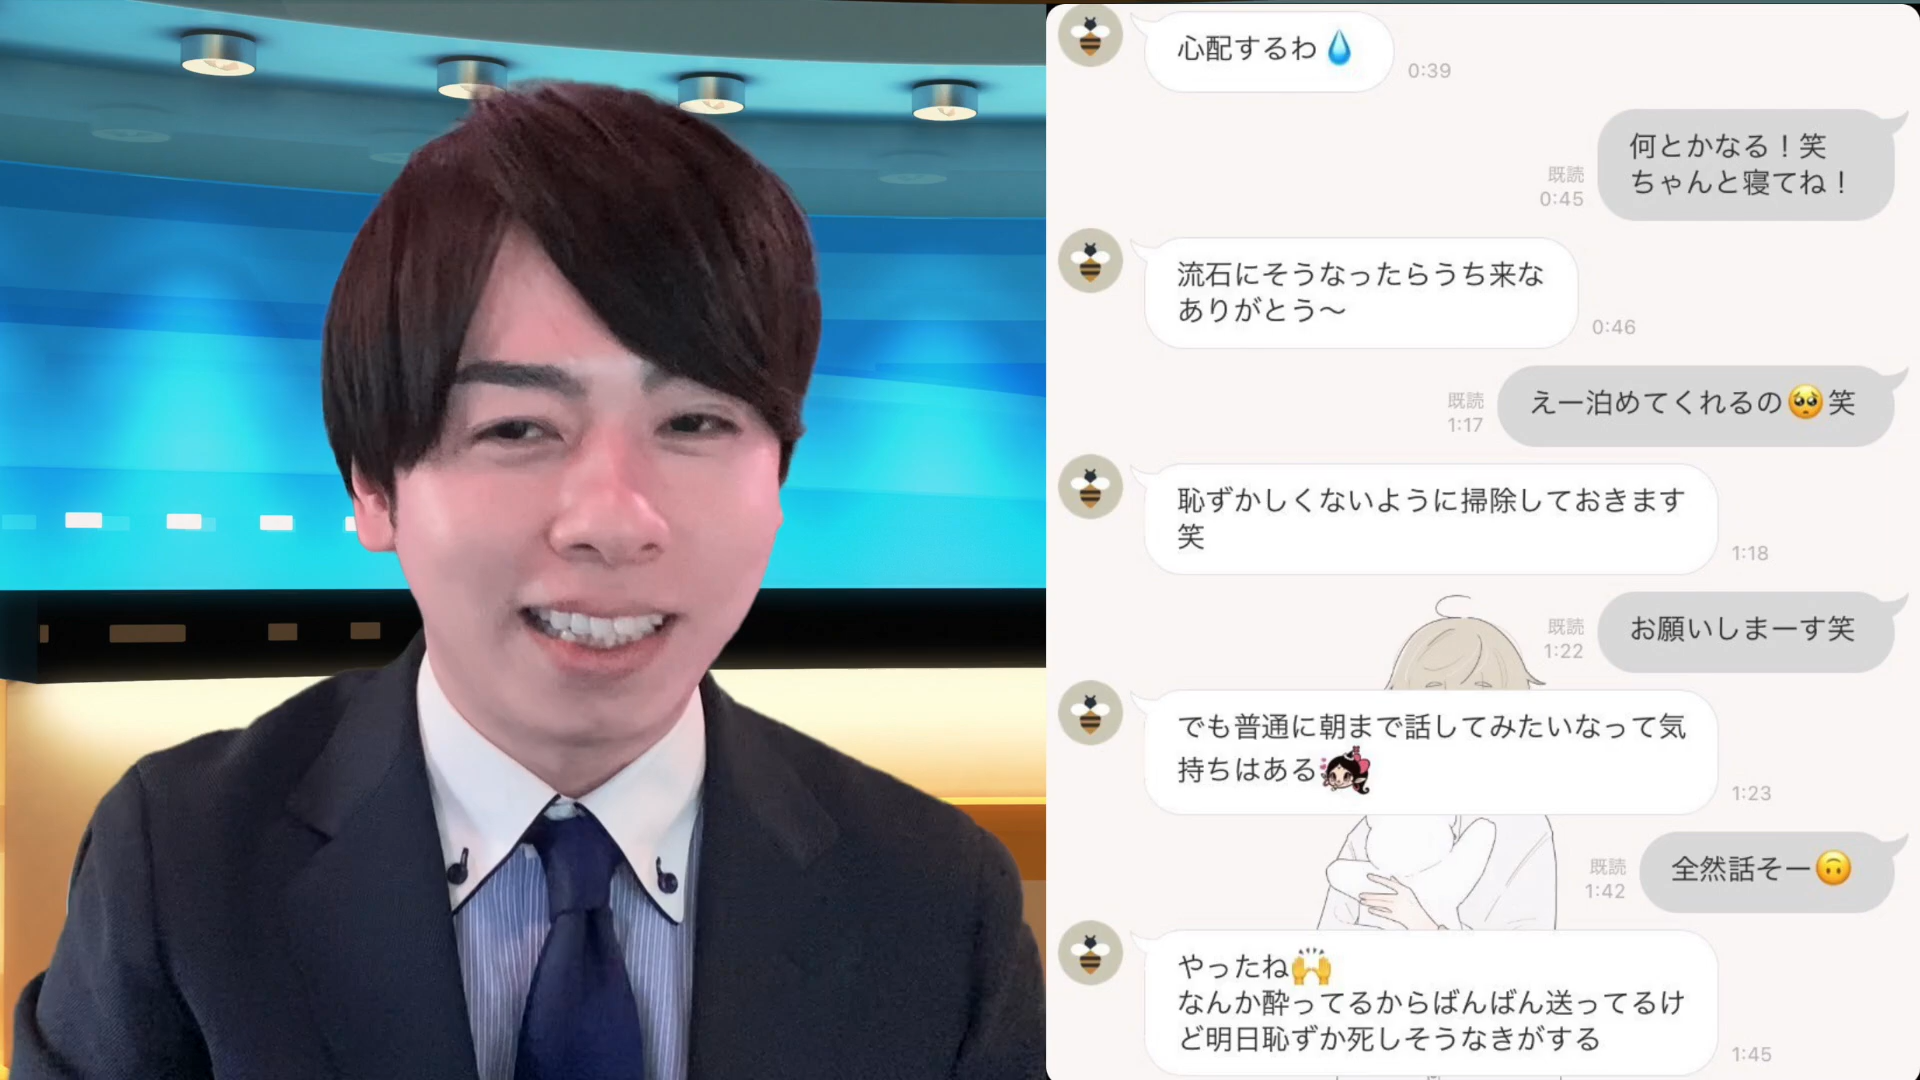 心配するわ💧
0:39
何とかなる！笑
ちゃんと寝てね！
既読
0:45
流石にそうなったらうち来な
ありがとう〜
0:46
えー泊めてくれるの🥺笑
既読
1:17
恥ずかしくないように掃除しておきます
笑
1:18
お願いしまーす笑
既読
1:22
でも普通に朝まで話してみたいなって気
持ちはある
1:23
全然話そー🙃
既読
1:42
やったね🙌
なんか酔ってるからばんばん送ってるけ
ど明日恥ずか死しそうなきがする
1:45